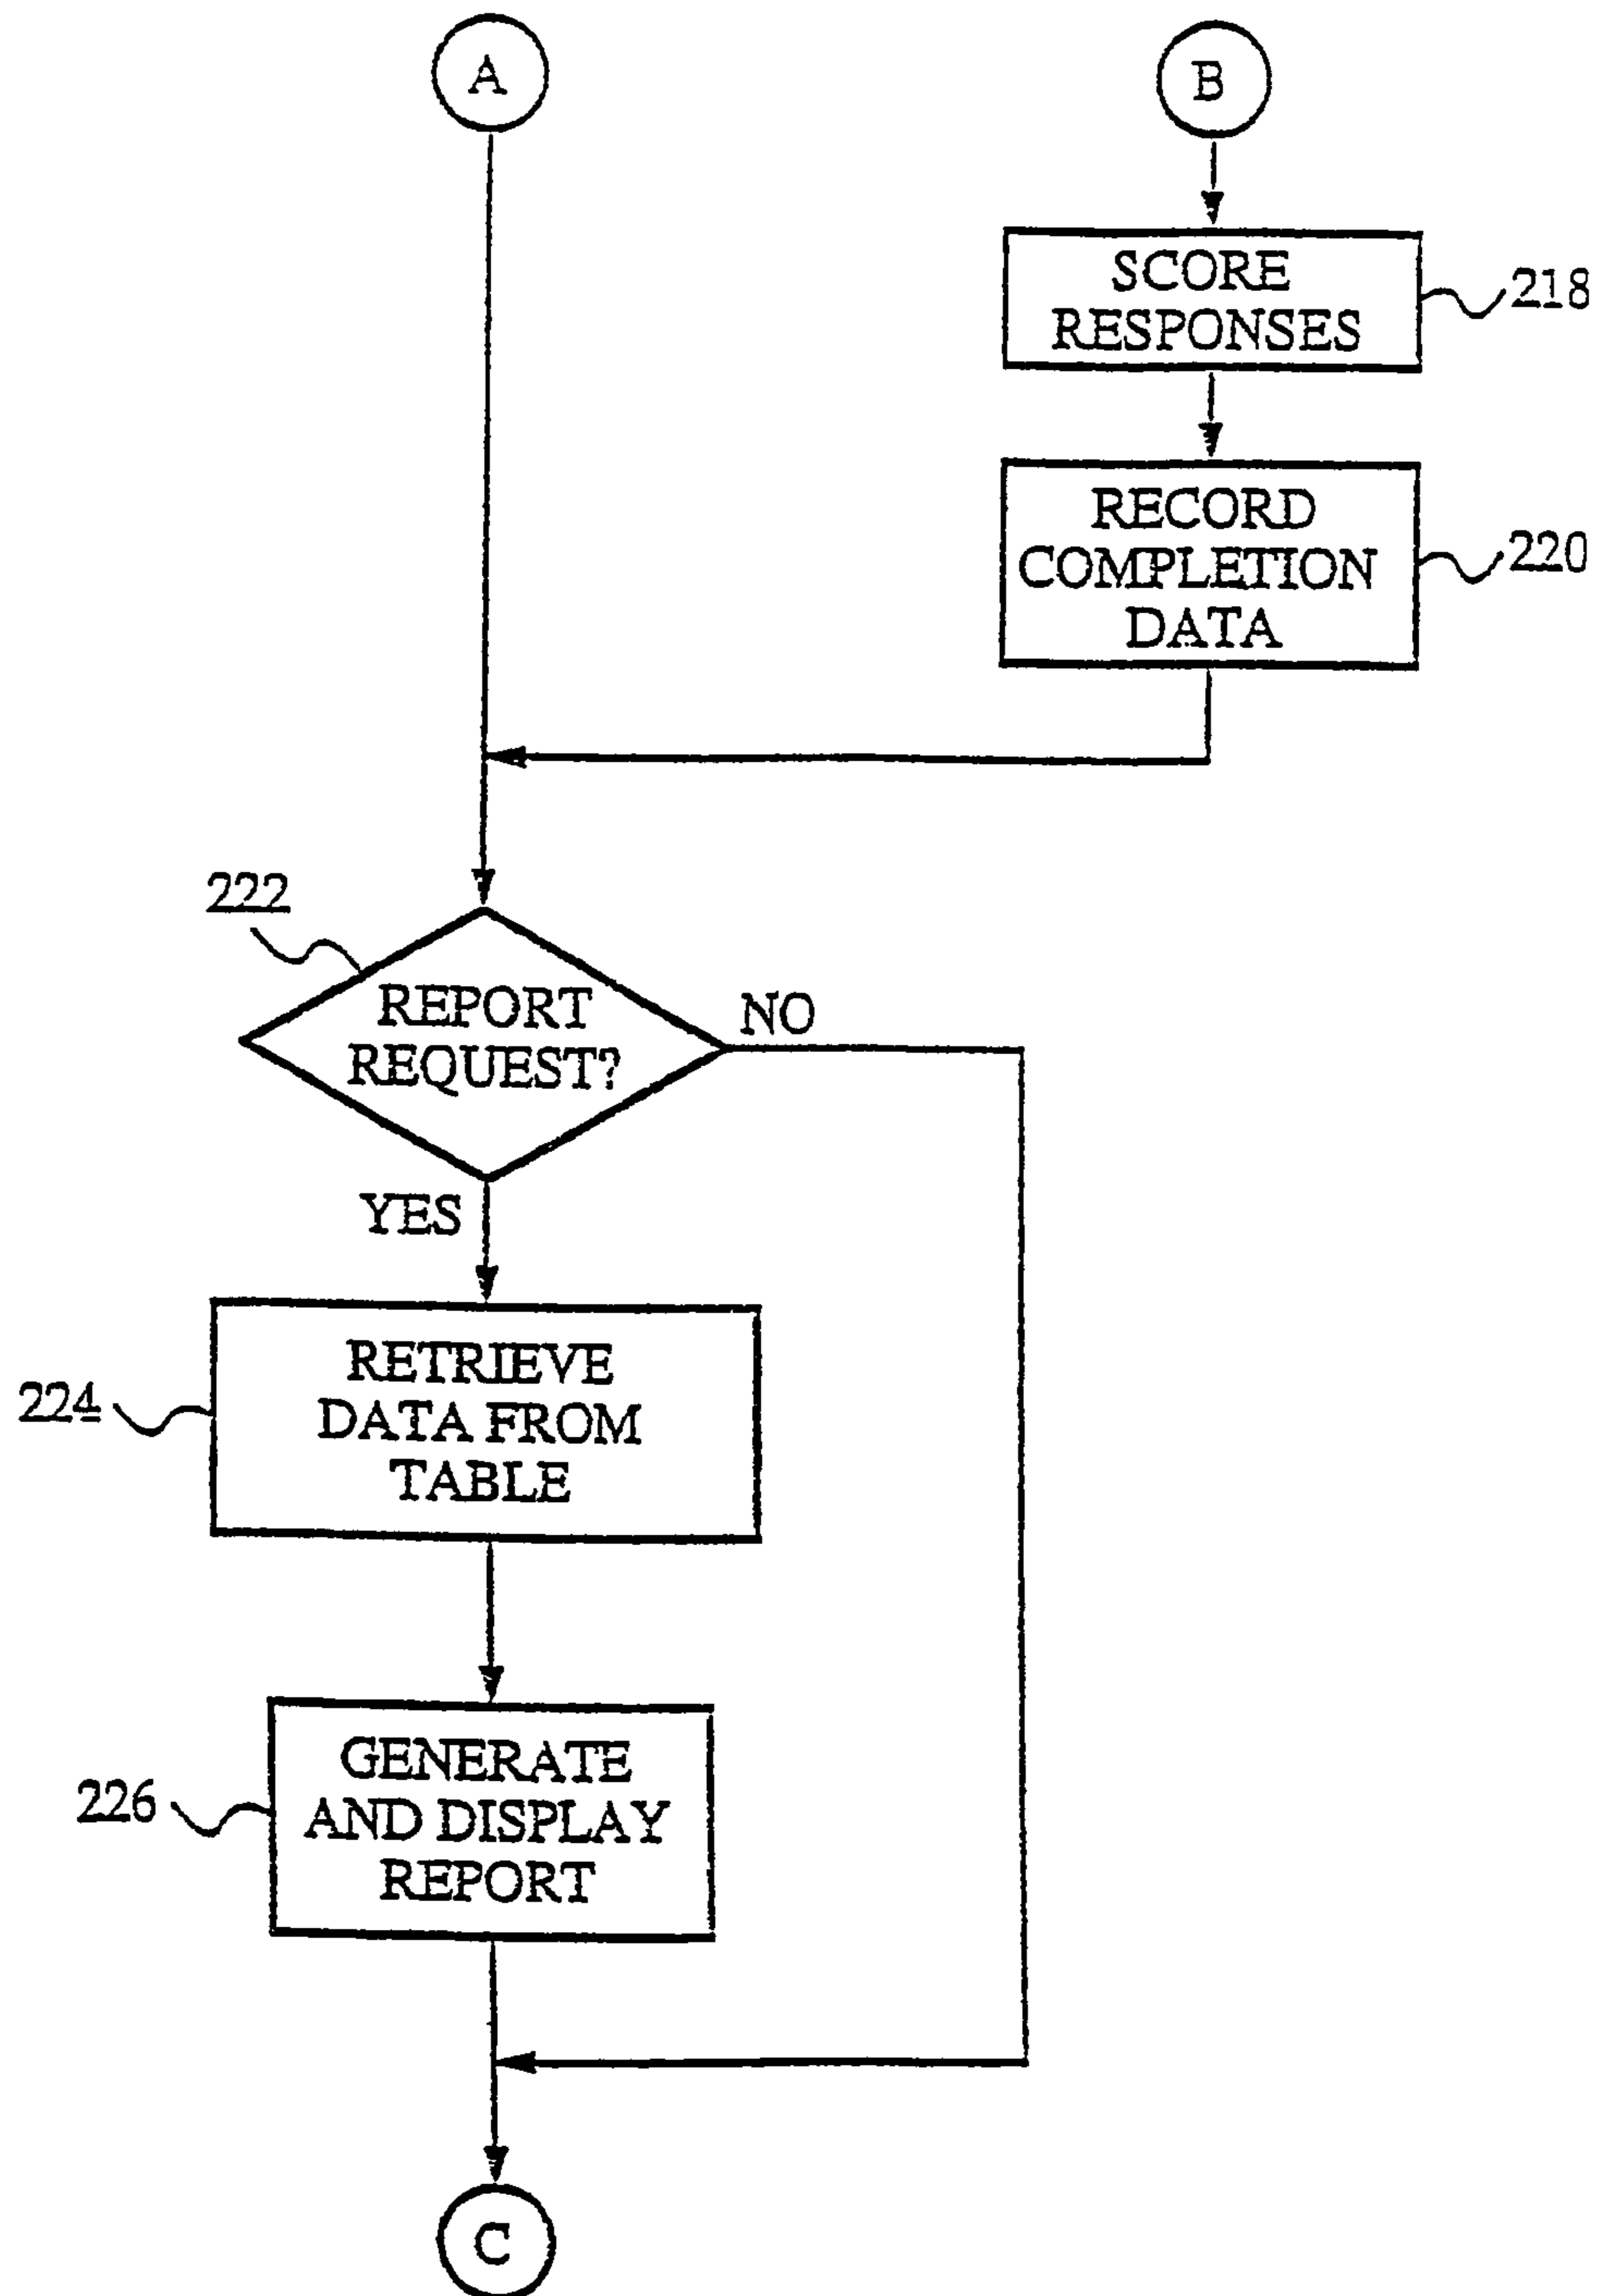 A
B
SCORE
RESPONSES
218
RECORD
COMPLETION
DATA
220
222
REPORT
REQUEST?
NO
YES
224
RETRIEVE
DATA FROM
TABLE
226
GENERATE
AND DISPLAY
REPORT
C